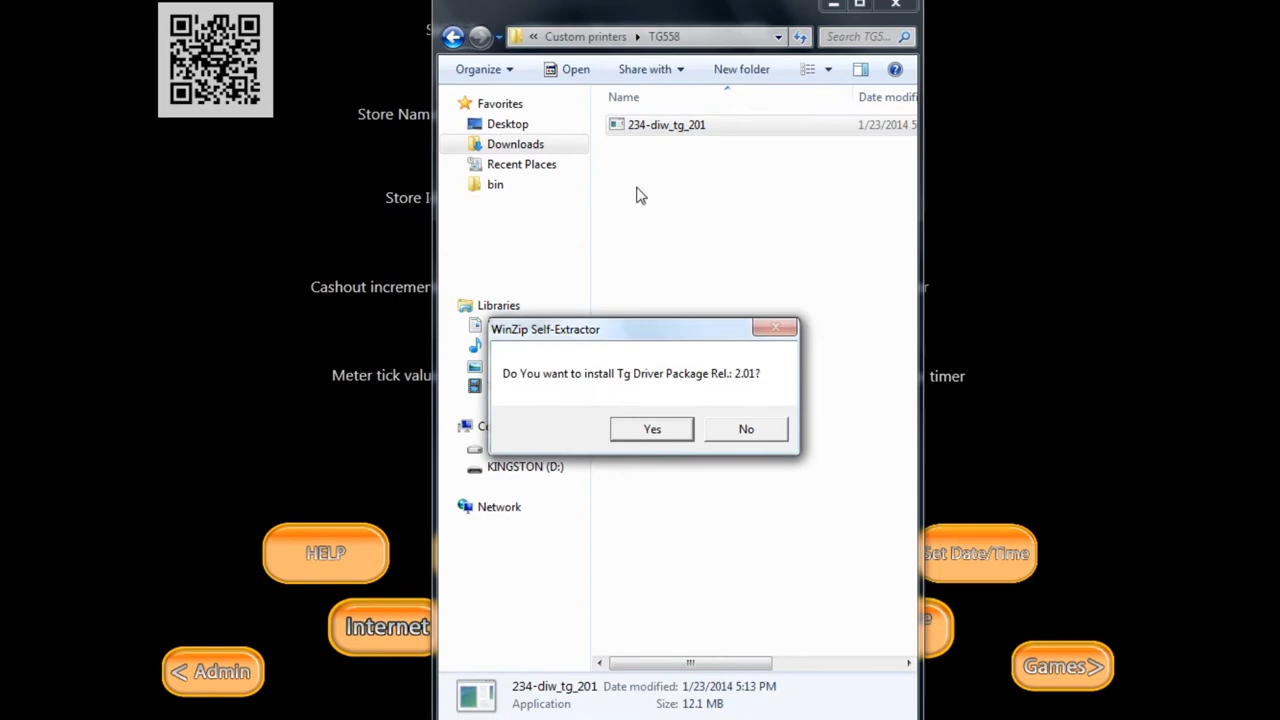 « Custom printers TG558
Search TG5...
Organize Open Share with New folder
Name Date modifi
Favorites
Desktop
Downloads
Recent Places
bin
234-diw_tg_201 1/23/2014 5
Store Nam
Store I
Cashout increme
Meter tick valu
timer
Libraries
WinZip Self-Extractor
Do You want to install Tg Driver Package Rel.: 2.01?
Yes No
KINGSTON (D:)
Network
HELP
Set Date/Time
Internet
< Admin
Games>
234-diw_tg_201 Date modified: 1/23/2014 5:13 PM
Application Size: 12.1 MB